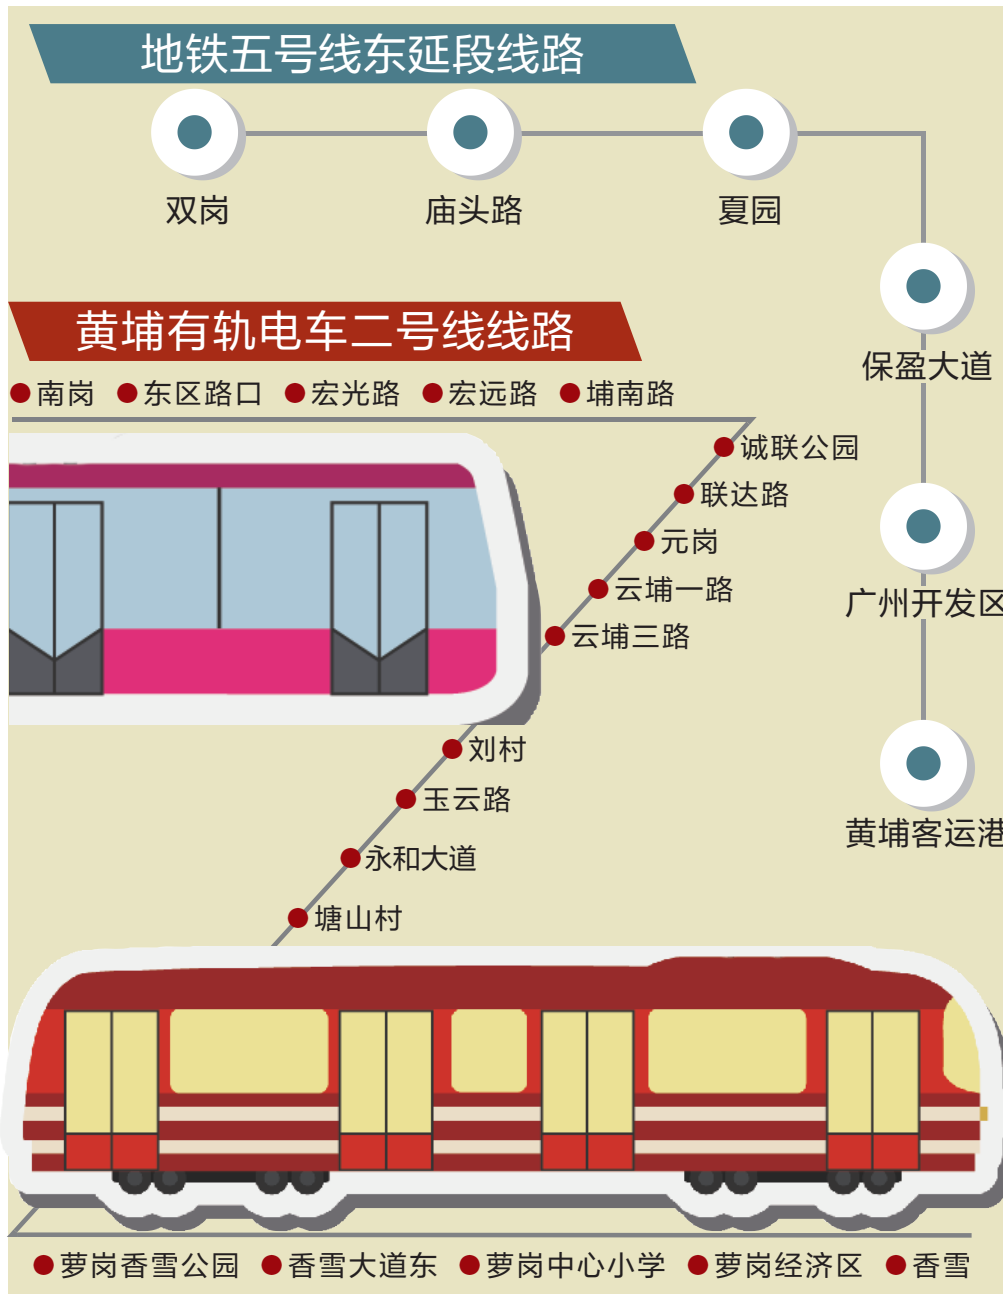 地铁五号线东延段线路
双岗 庙头路 夏园
保盈大道
广州开发区
黄埔客运港
黄埔有轨电车二号线线路
南岗 东区路口 宏光路 宏远路 埔南路
诚联公园
联达路
元岗
云埔一路
云埔三路
刘村
玉云路
永和大道
塘山村
萝岗香雪公园 香雪大道东 萝岗中心小学 萝岗经济区 香雪